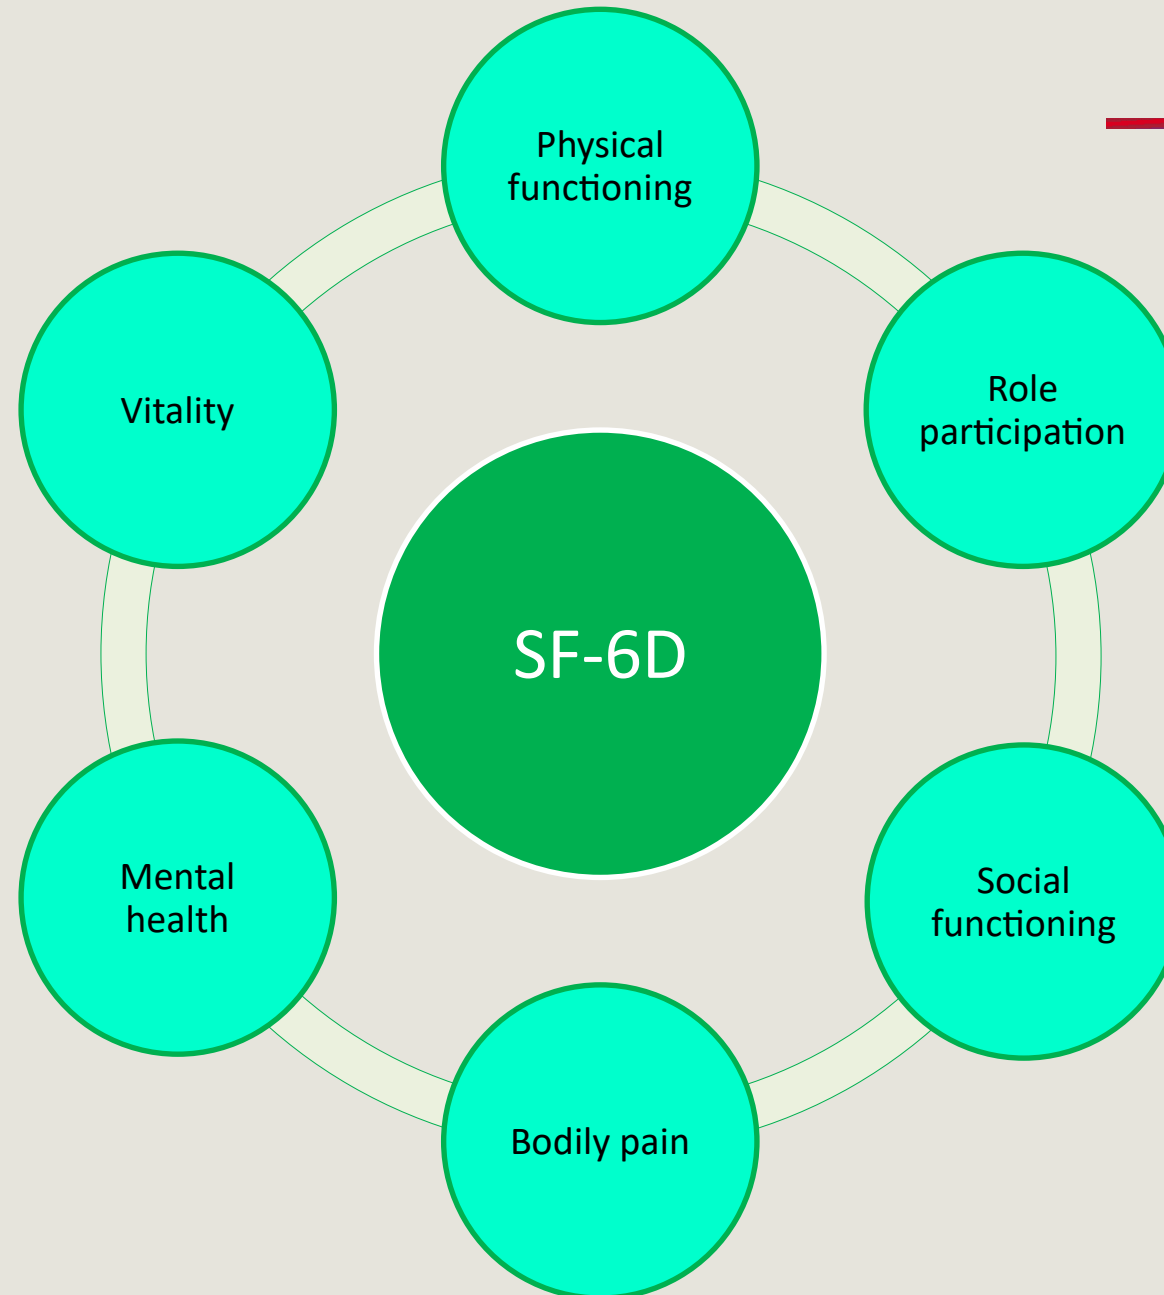 Physical
functioning
Role
participation
Social
functioning
Bodily pain
Mental
health
Vitality
SF-6D